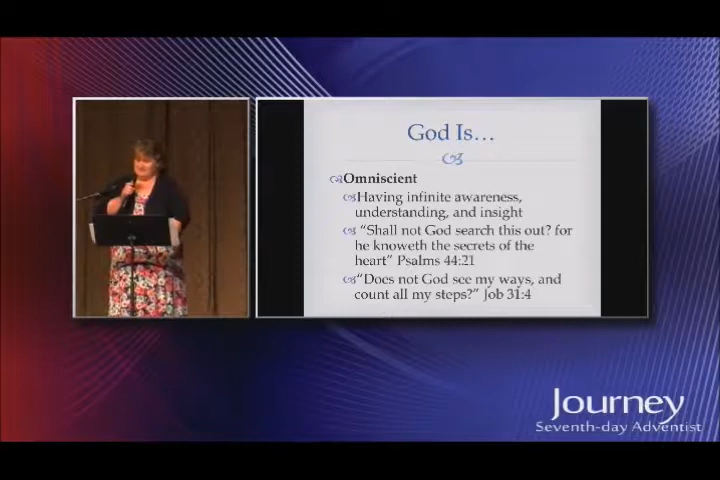 God Is…
Omniscient
Having infinite awareness,
understanding, and insight
“Shall not God search this out? for
he knoweth the secrets of the
heart” Psalms 44:21
“Does not God see my ways, and
count all my steps?” Job 31:4
Journey
Seventh-day Adventist